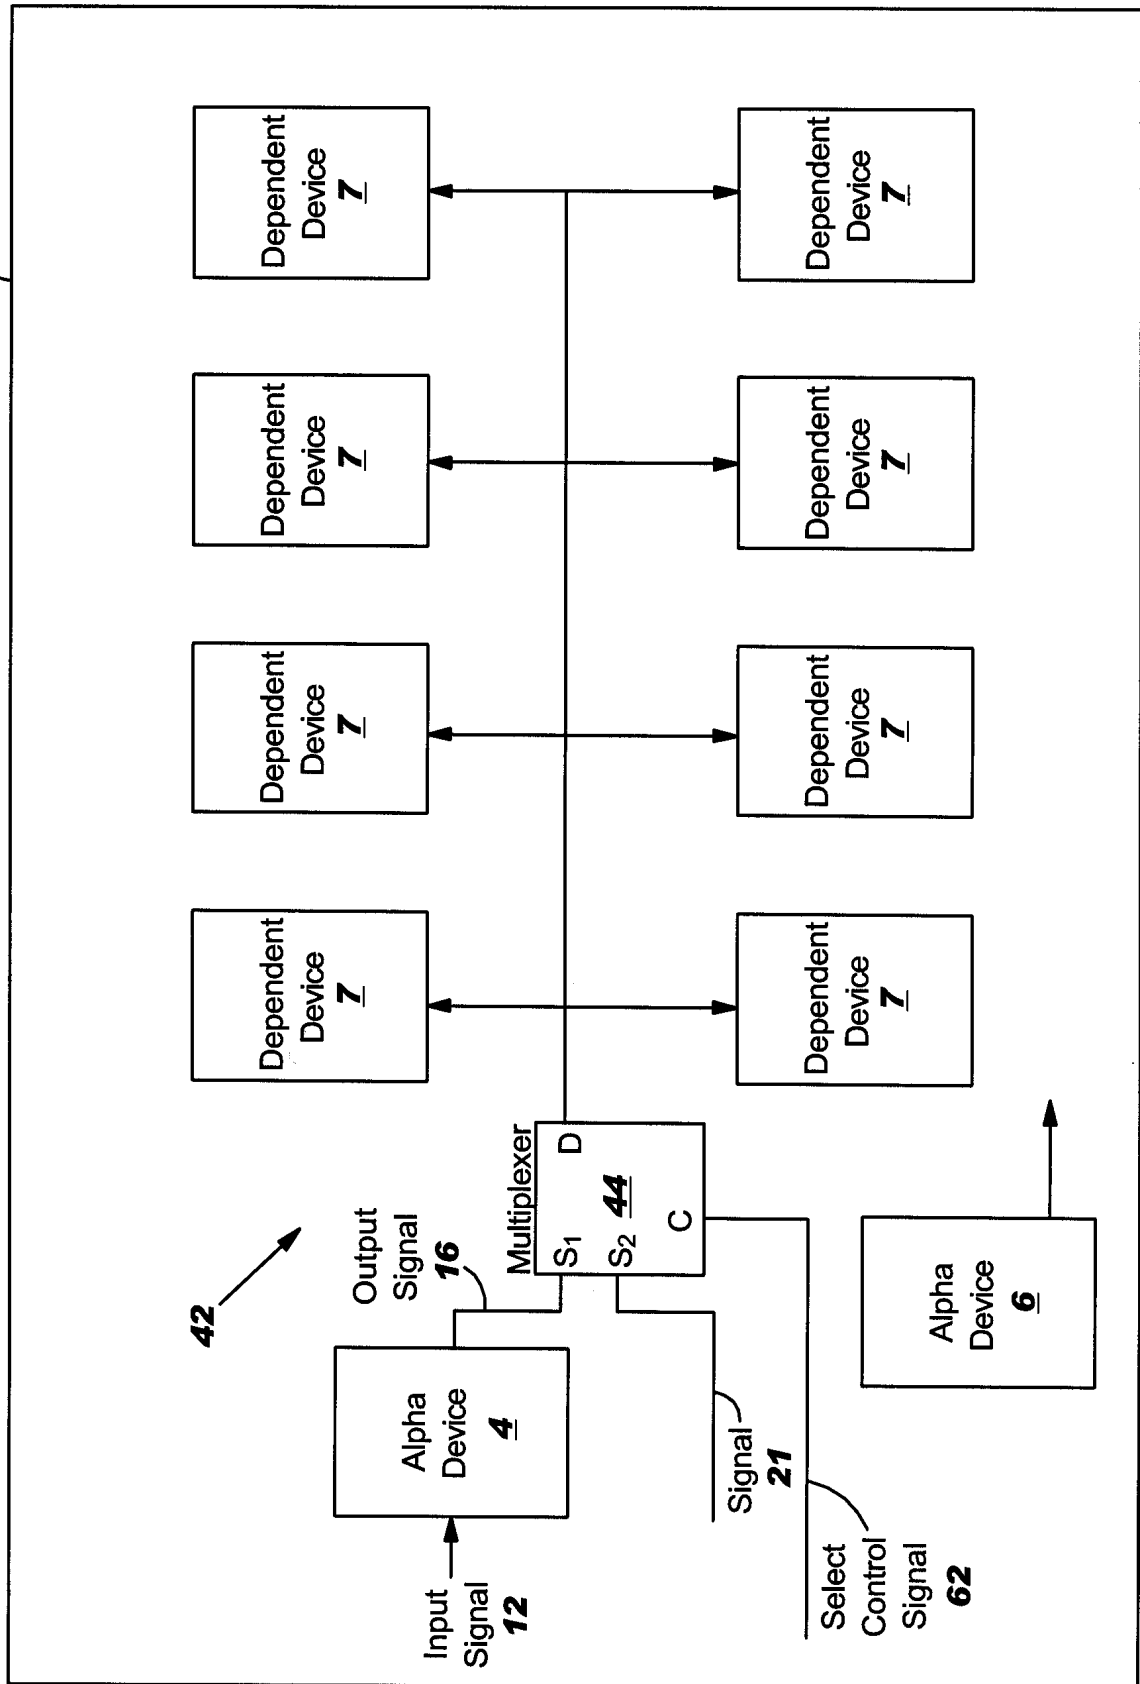 42
Input
Signal
12
Alpha
Device
4
Output
Signal
16
Multiplexer
S1
S2
D
C
44
Signal
21
Select
Control
Signal
62
Alpha
Device
6
Dependent
Device
7
Dependent
Device
7
Dependent
Device
7
Dependent
Device
7
Dependent
Device
7
Dependent
Device
7
Dependent
Device
7
Dependent
Device
7